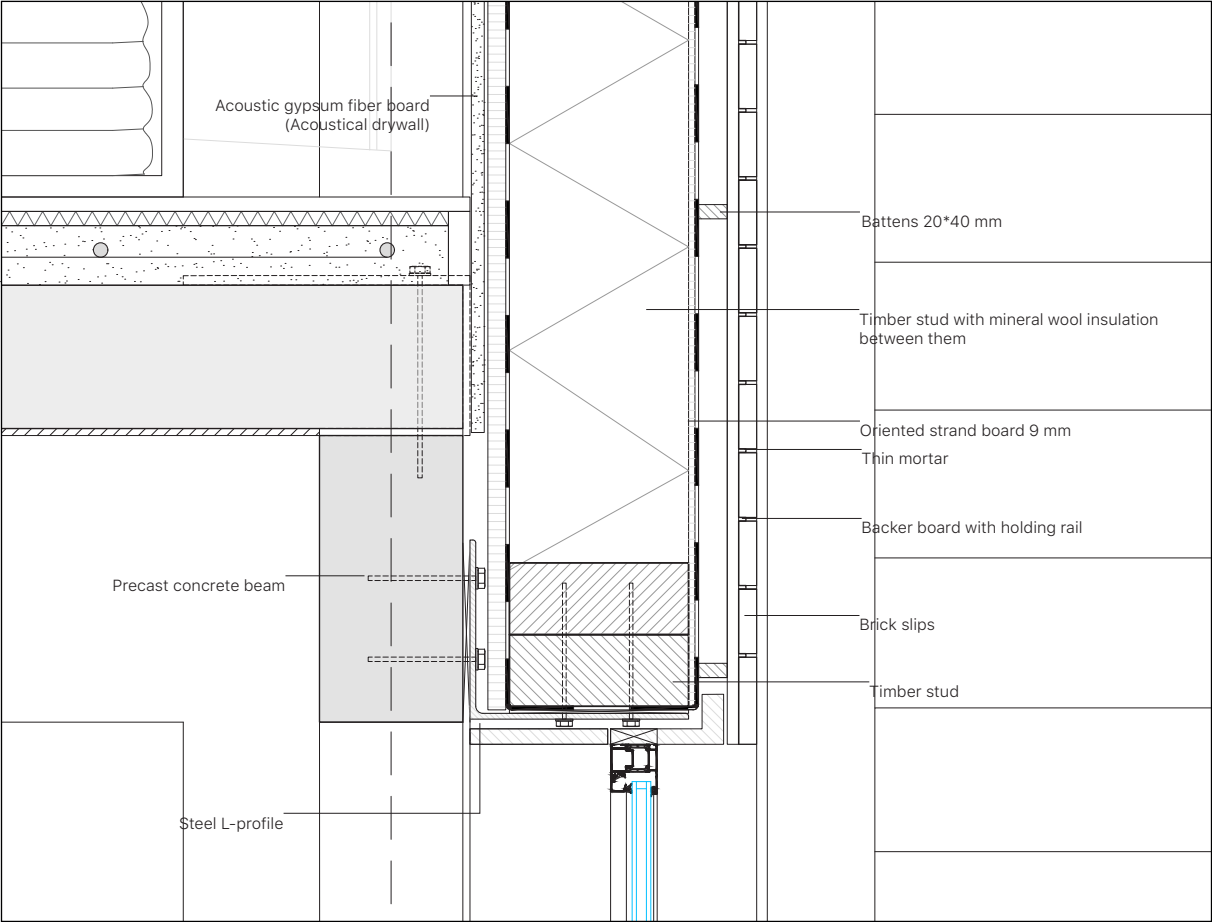 Acoustic gypsum fiber board
(Acoustical drywall)
Battens 20*40 mm
Timber stud with mineral wool insulation
between them
Oriented strand board 9 mm
Thin mortar
Backer board with holding rail
Precast concrete beam
Brick slips
Timber stud
Steel L-profile